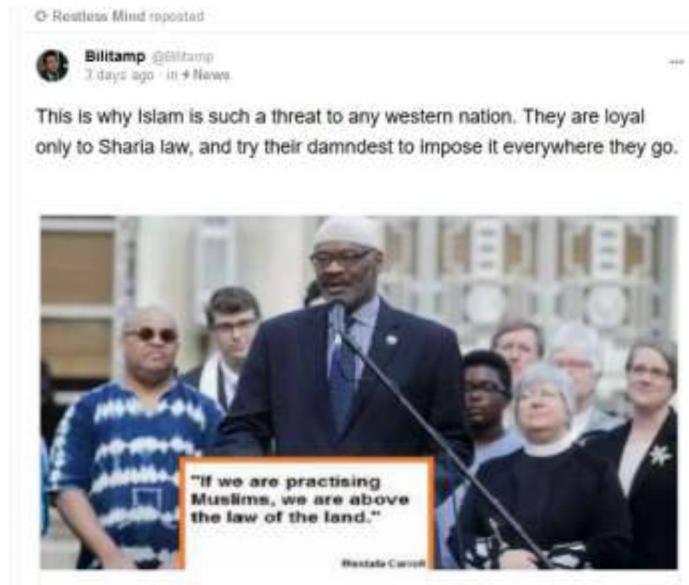 Restless Mind reposted
Bilitamp @Bilitamp
3 days ago · in News
This is why Islam is such a threat to any western nation. They are loyal
only to Sharia law, and try their damndest to impose it everywhere they go.
"If we are practising
Muslims, we are above
the law of the land."
Mustafa Carroll